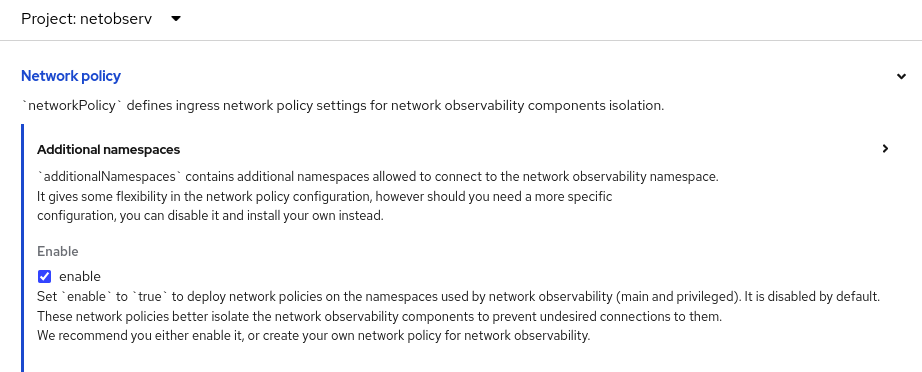 Project: netobserv
Network policy
`networkPolicy` defines ingress network policy settings for network observability components isolation.
Additional namespaces
`additionalNamespaces` contains additional namespaces allowed to connect to the network observability namespace.
It gives some flexibility in the network policy configuration, however should you need a more specific
configuration, you can disable it and install your own instead.
Enable
enable
Set `enable` to `true` to deploy network policies on the namespaces used by network observability (main and privileged). It is disabled by default.
These network policies better isolate the network observability components to prevent undesired connections to them.
We recommend you either enable it, or create your own network policy for network observability.